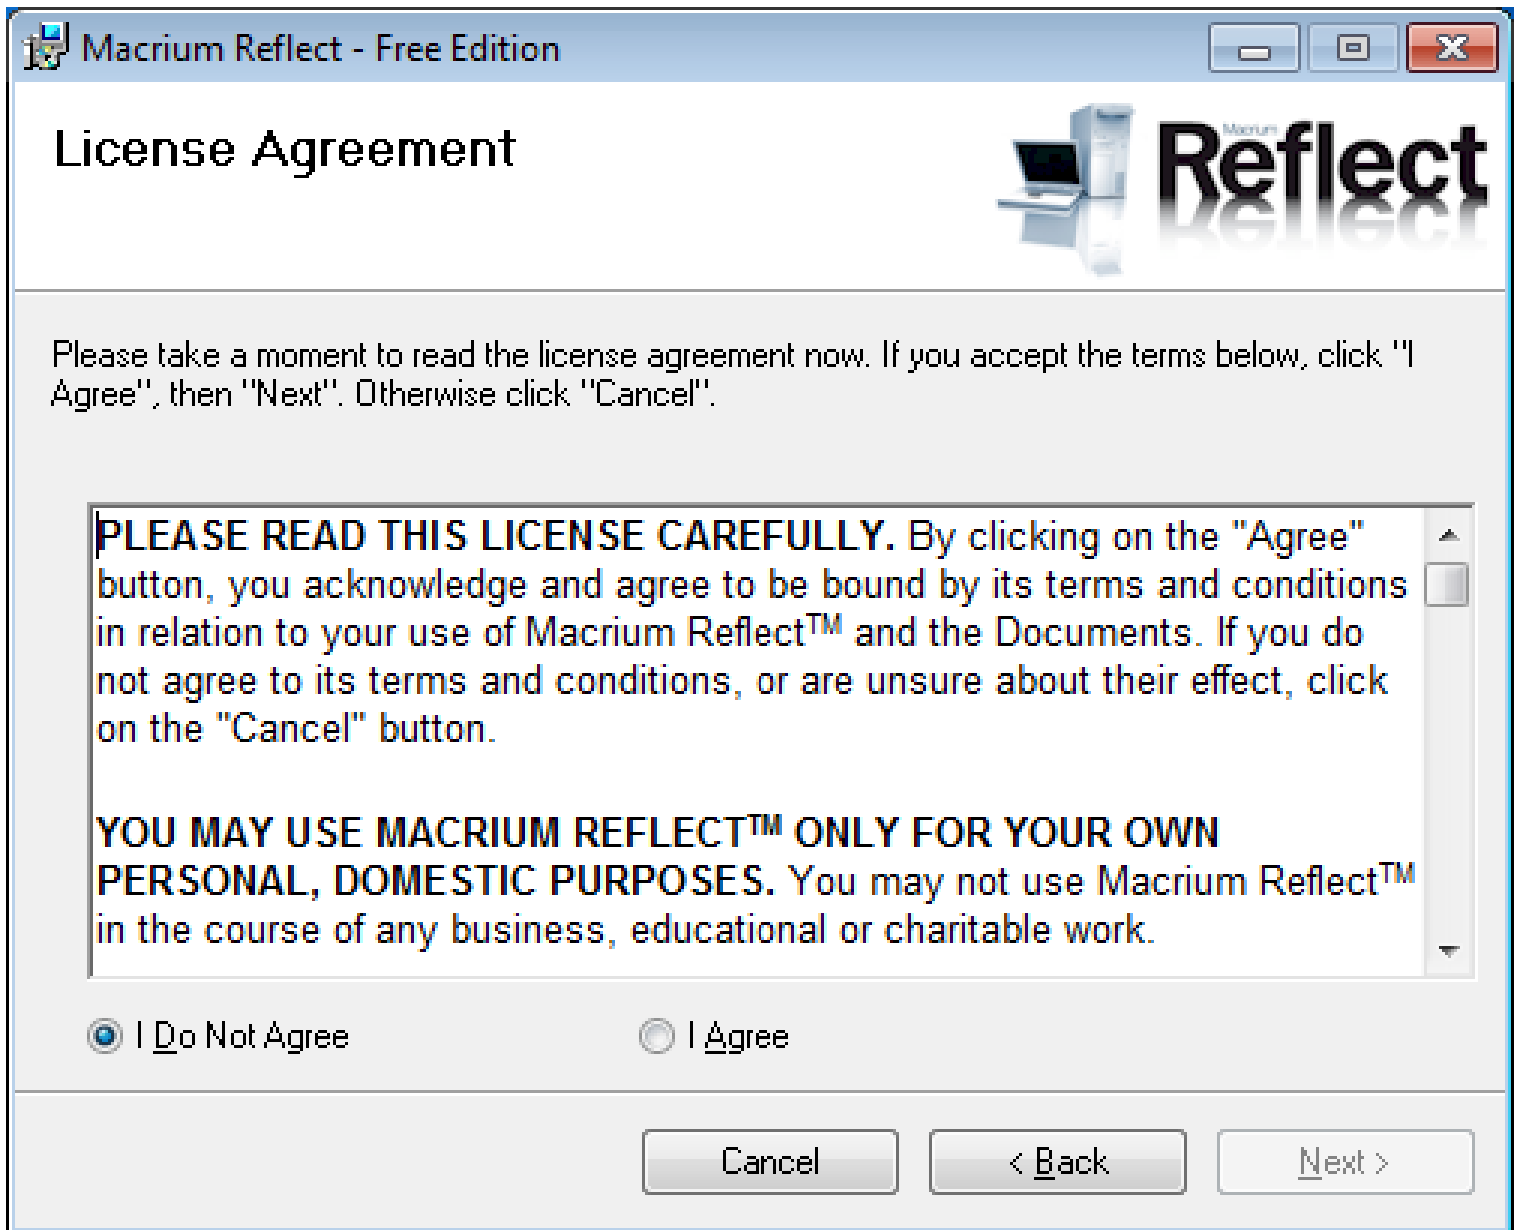 Macrium Reflect - Free Edition
License Agreement
Macrium
Reflect
Please take a moment to read the license agreement now. If you accept the terms below, click "I
Agree", then "Next". Otherwise click "Cancel".
PLEASE READ THIS LICENSE CAREFULLY. By clicking on the "Agree"
button, you acknowledge and agree to be bound by its terms and conditions
in relation to your use of Macrium Reflect™ and the Documents. If you do
not agree to its terms and conditions, or are unsure about their effect, click
on the "Cancel" button.
YOU MAY USE MACRIUM REFLECT™ ONLY FOR YOUR OWN
PERSONAL, DOMESTIC PURPOSES. You may not use Macrium Reflect™
in the course of any business, educational or charitable work.
I Do Not Agree
I Agree
Cancel
< Back
Next >